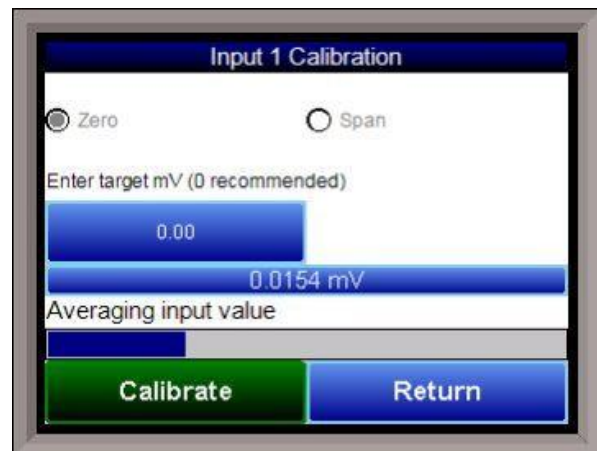 Input 1 Calibration
Zero Span
Enter target mV (0 recommended)
0.00
0.0154 mV
Averaging input value
Calibrate Return